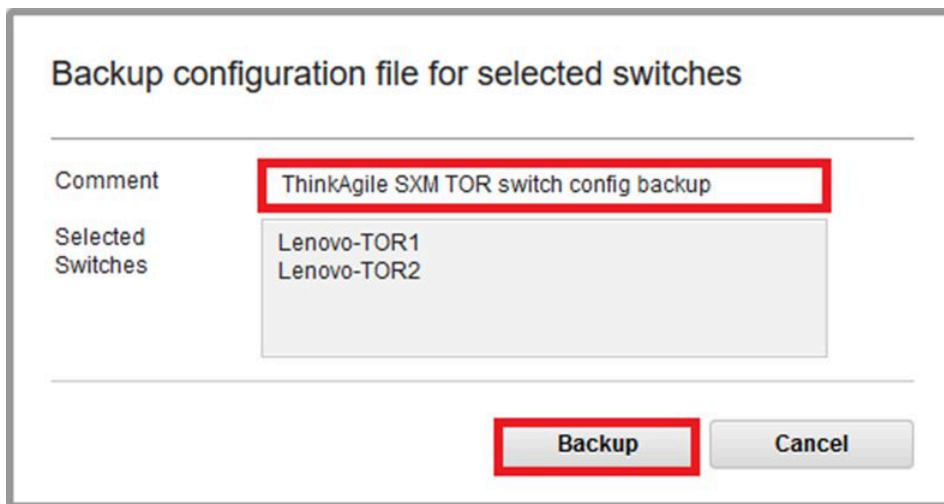 Backup configuration file for selected switches
Comment
ThinkAgile SXM TOR switch config backup
Selected
Switches
Lenovo-TOR1
Lenovo-TOR2
Backup
Cancel